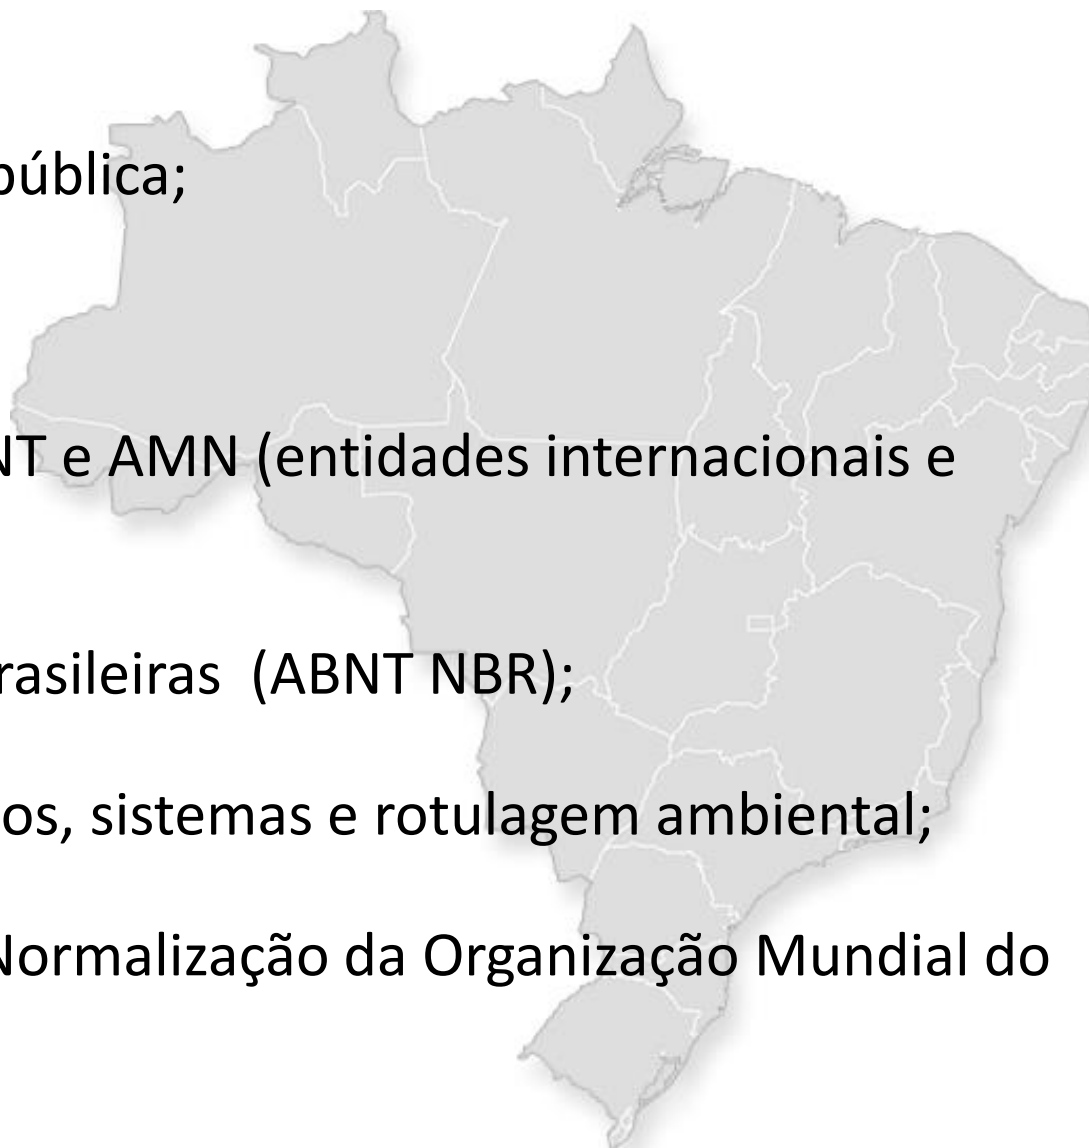 pública;
NT e AMN (entidades internacionais e
rasileiras (ABNT NBR);
os, sistemas e rotulagem ambiental;
Normalização da Organização Mundial do